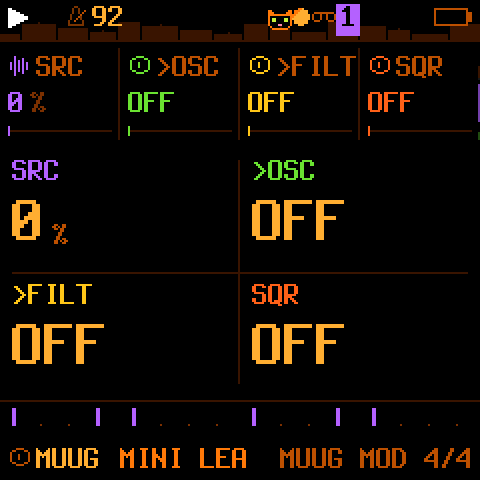 92 1
SRC >OSC >FILT SQR
0 % OFF OFF OFF
SRC >OSC
0 % OFF
>FILT SQR
OFF OFF
MUUG MINI LEA MUUG MOD 4/4